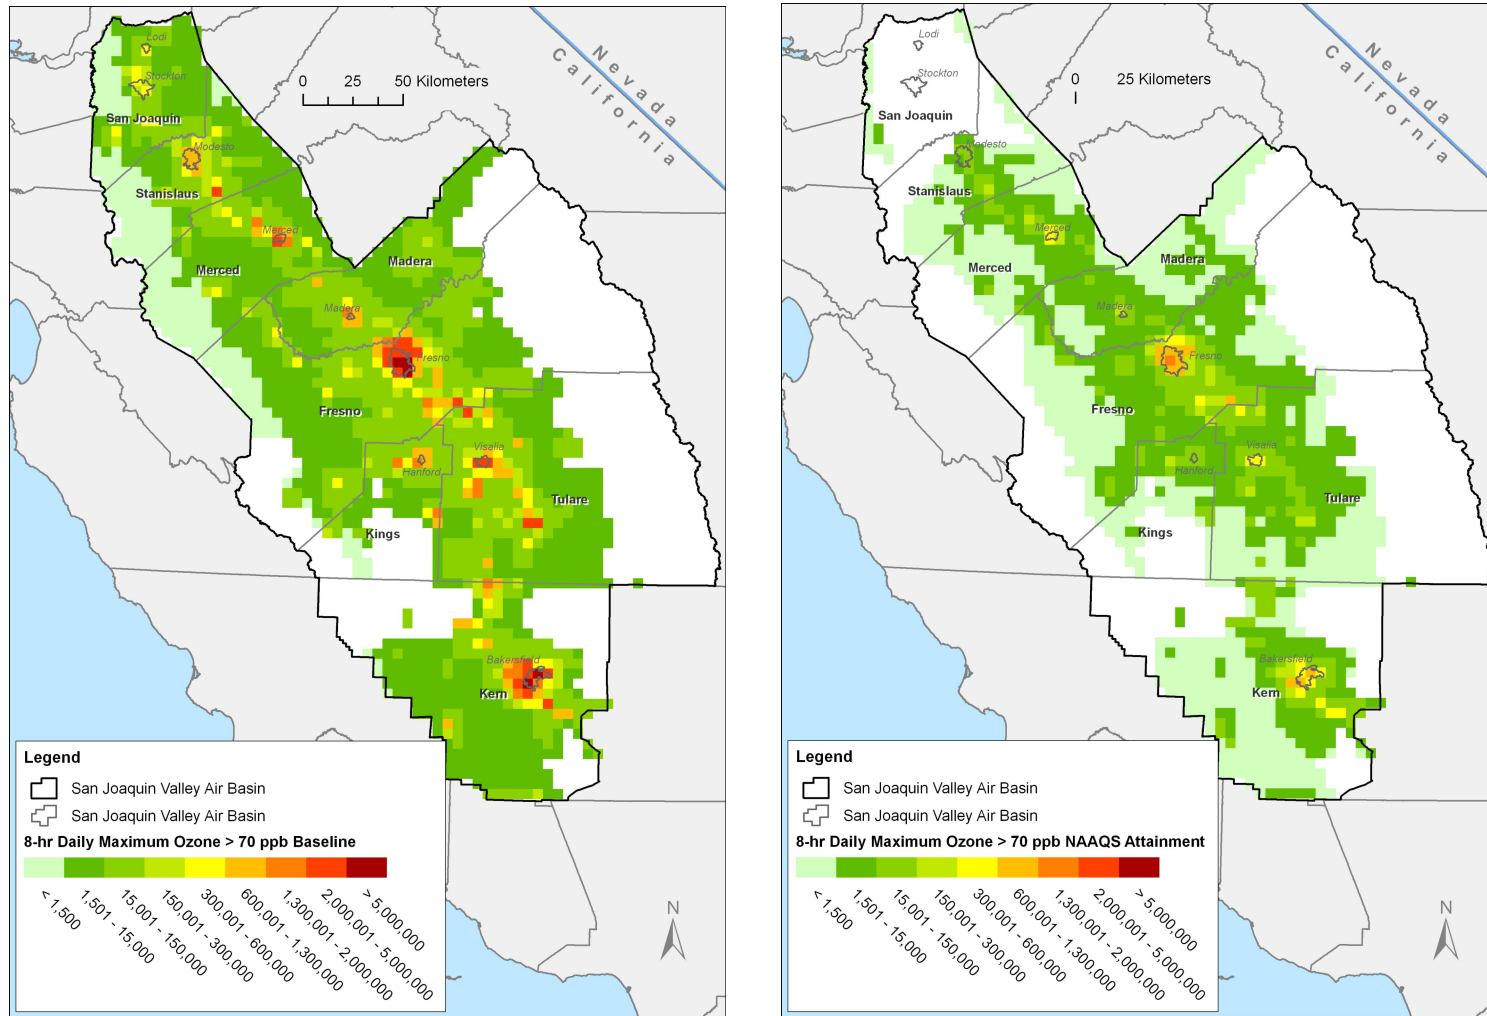 Lodi
Stockton
San Joaquin
Modesto
Stanislaus
Merced
Merced
Madera
Madera
Fresno
Fresno
Visalia
Hanford
Tulare
Kings
Bakersfield
Kern
0 25 50 Kilometers
Nevada
California
Legend
San Joaquin Valley Air Basin
San Joaquin Valley Air Basin
8-hr Daily Maximum Ozone > 70 ppb Baseline
< 1,500
1,501 - 15,000
15,001 - 150,000
150,001 - 300,000
300,001 - 600,000
600,001 - 1,300,000
1,300,001 - 2,000,000
2,000,001 - 5,000,000
> 5,000,000
N
Lodi
Stockton
San Joaquin
Modesto
Stanislaus
Merced
Merced
Madera
Madera
Fresno
Fresno
Visalia
Hanford
Tulare
Kings
Bakersfield
Kern
0 25 Kilometers
Nevada
California
Legend
San Joaquin Valley Air Basin
San Joaquin Valley Air Basin
8-hr Daily Maximum Ozone > 70 ppb NAAQS Attainment
< 1,500
1,501 - 15,000
15,001 - 150,000
150,001 - 300,000
300,001 - 600,000
600,001 - 1,300,000
1,300,001 - 2,000,000
2,000,001 - 5,000,000
> 5,000,000
N